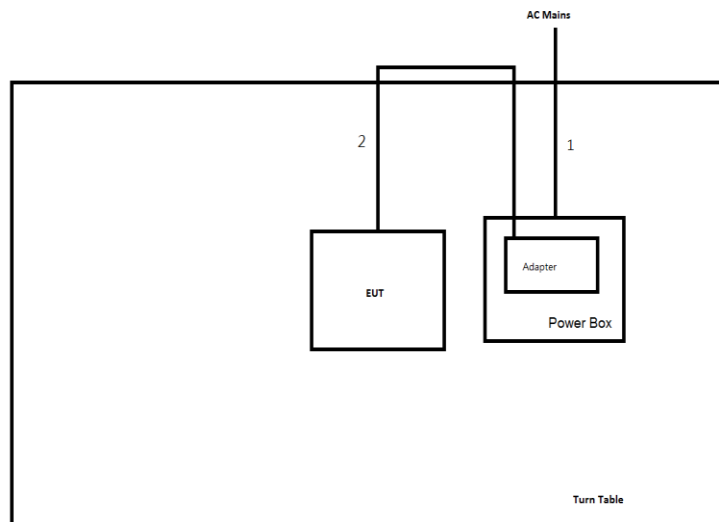 AC Mains
2
1
Adapter
EUT
Power Box
Turn Table